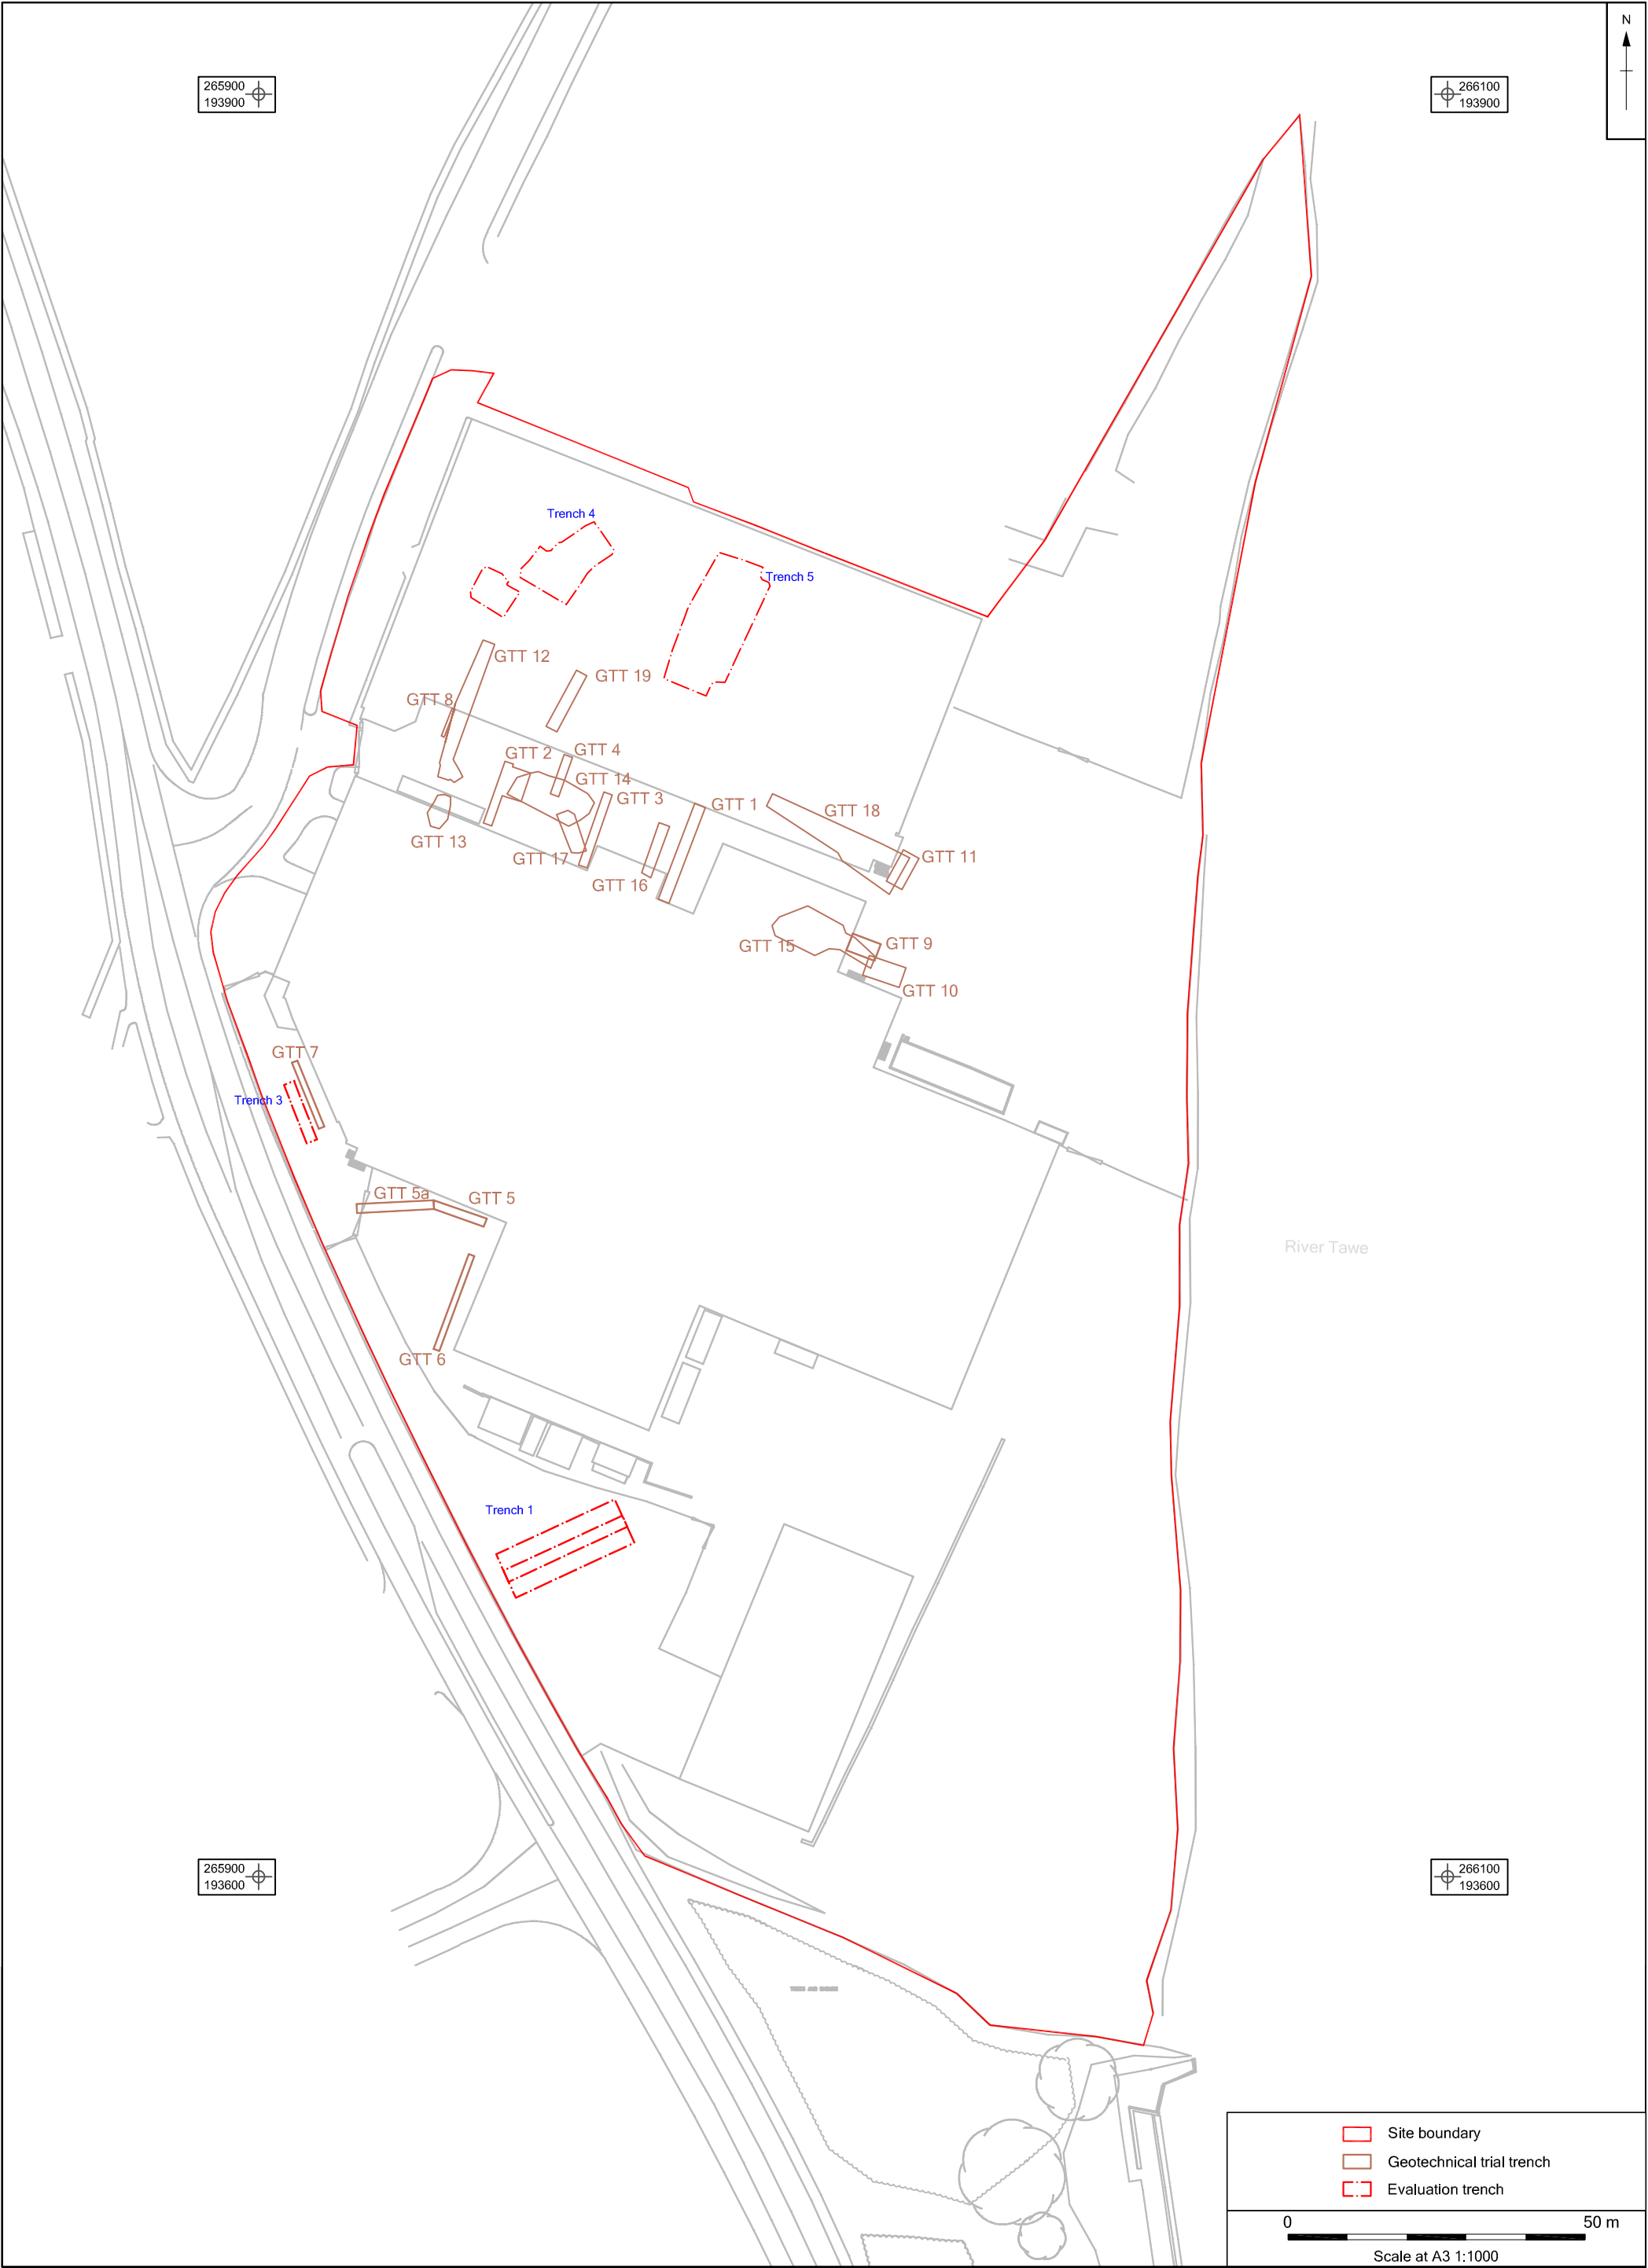 N
265900
193900
266100
193900
Trench 4
Trench 5
GTT 12
GTT 19
GTT 8
GTT 2
GTT 4
GTT 14
GTT 3
GTT 1
GTT 18
GTT 13
GTT 17
GTT 11
GTT 16
GTT 15
GTT 9
GTT 10
GTT 7
Trench 3
GTT 5a
GTT 5
River Tawe
GTT 6
Trench 1
265900
193600
266100
193600
Site boundary
Geotechnical trial trench
Evaluation trench
0
50 m
Scale at A3 1:1000